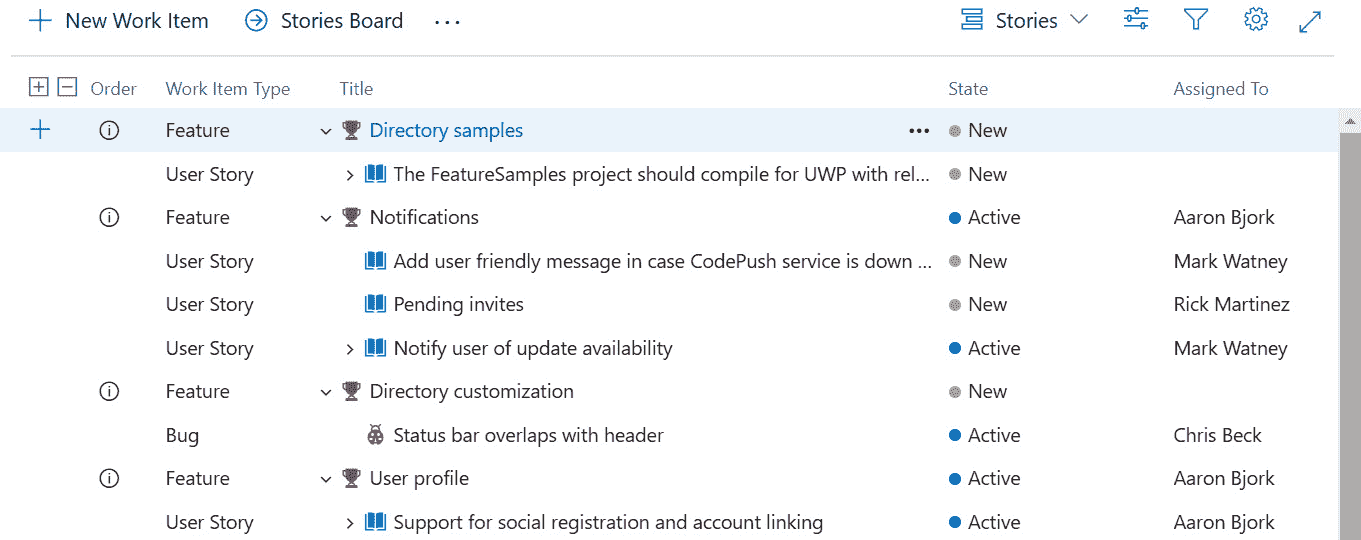 New Work Item Stories Board ... Stories
Order Work Item Type Title State Assigned To
Feature Directory samples ... New
User Story The FeatureSamples project should compile for UWP with rel... New
Feature Notifications Active Aaron Bjork
User Story Add user friendly message in case CodePush service is down ... New Mark Watney
User Story Pending invites New Rick Martinez
User Story Notify user of update availability Active Mark Watney
Feature Directory customization New
Bug Status bar overlaps with header Active Chris Beck
Feature User profile Active Aaron Bjork
User Story Support for social registration and account linking Active Aaron Bjork